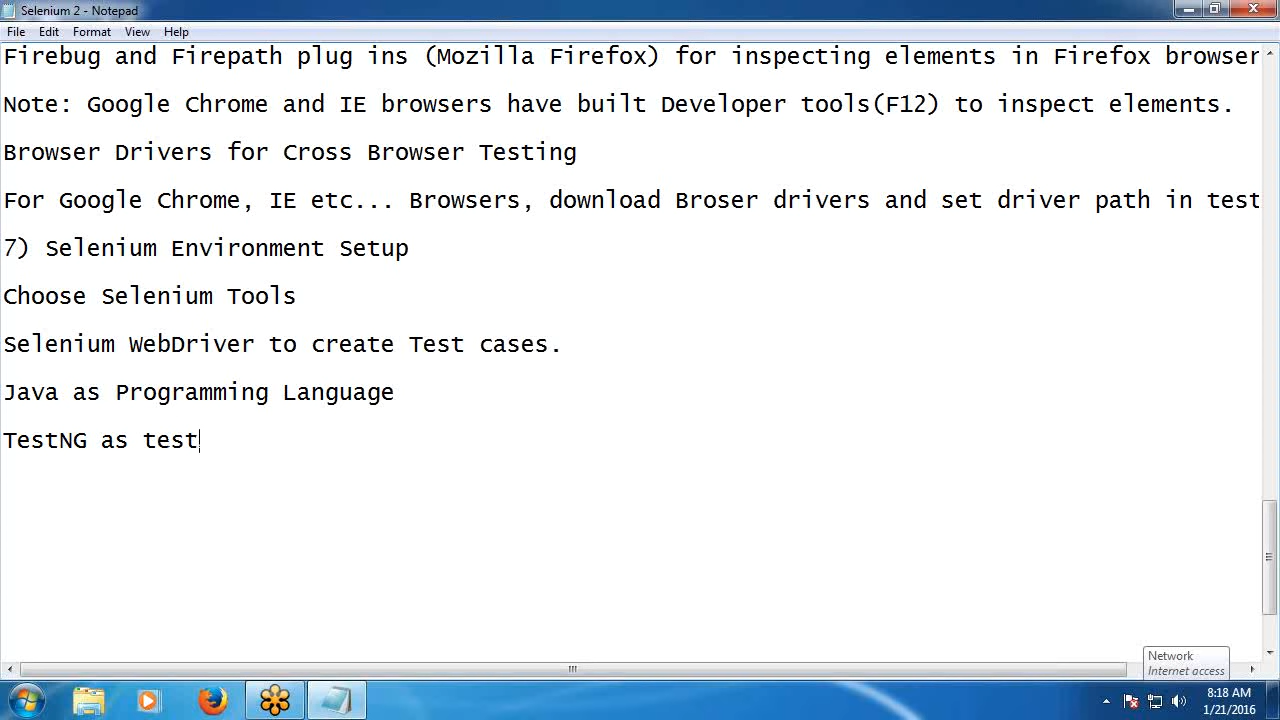 Selenium 2 - Notepad
File Edit Format View Help
Firebug and Firepath plug ins (Mozilla Firefox) for inspecting elements in Firefox browser
Note: Google Chrome and IE browsers have built Developer tools(F12) to inspect elements.
Browser Drivers for Cross Browser Testing
For Google Chrome, IE etc... Browsers, download Broser drivers and set driver path in test
7) Selenium Environment Setup
Choose Selenium Tools
Selenium WebDriver to create Test cases.
Java as Programming Language
TestNG as test
Network
Internet access
8:18 AM
1/21/2016